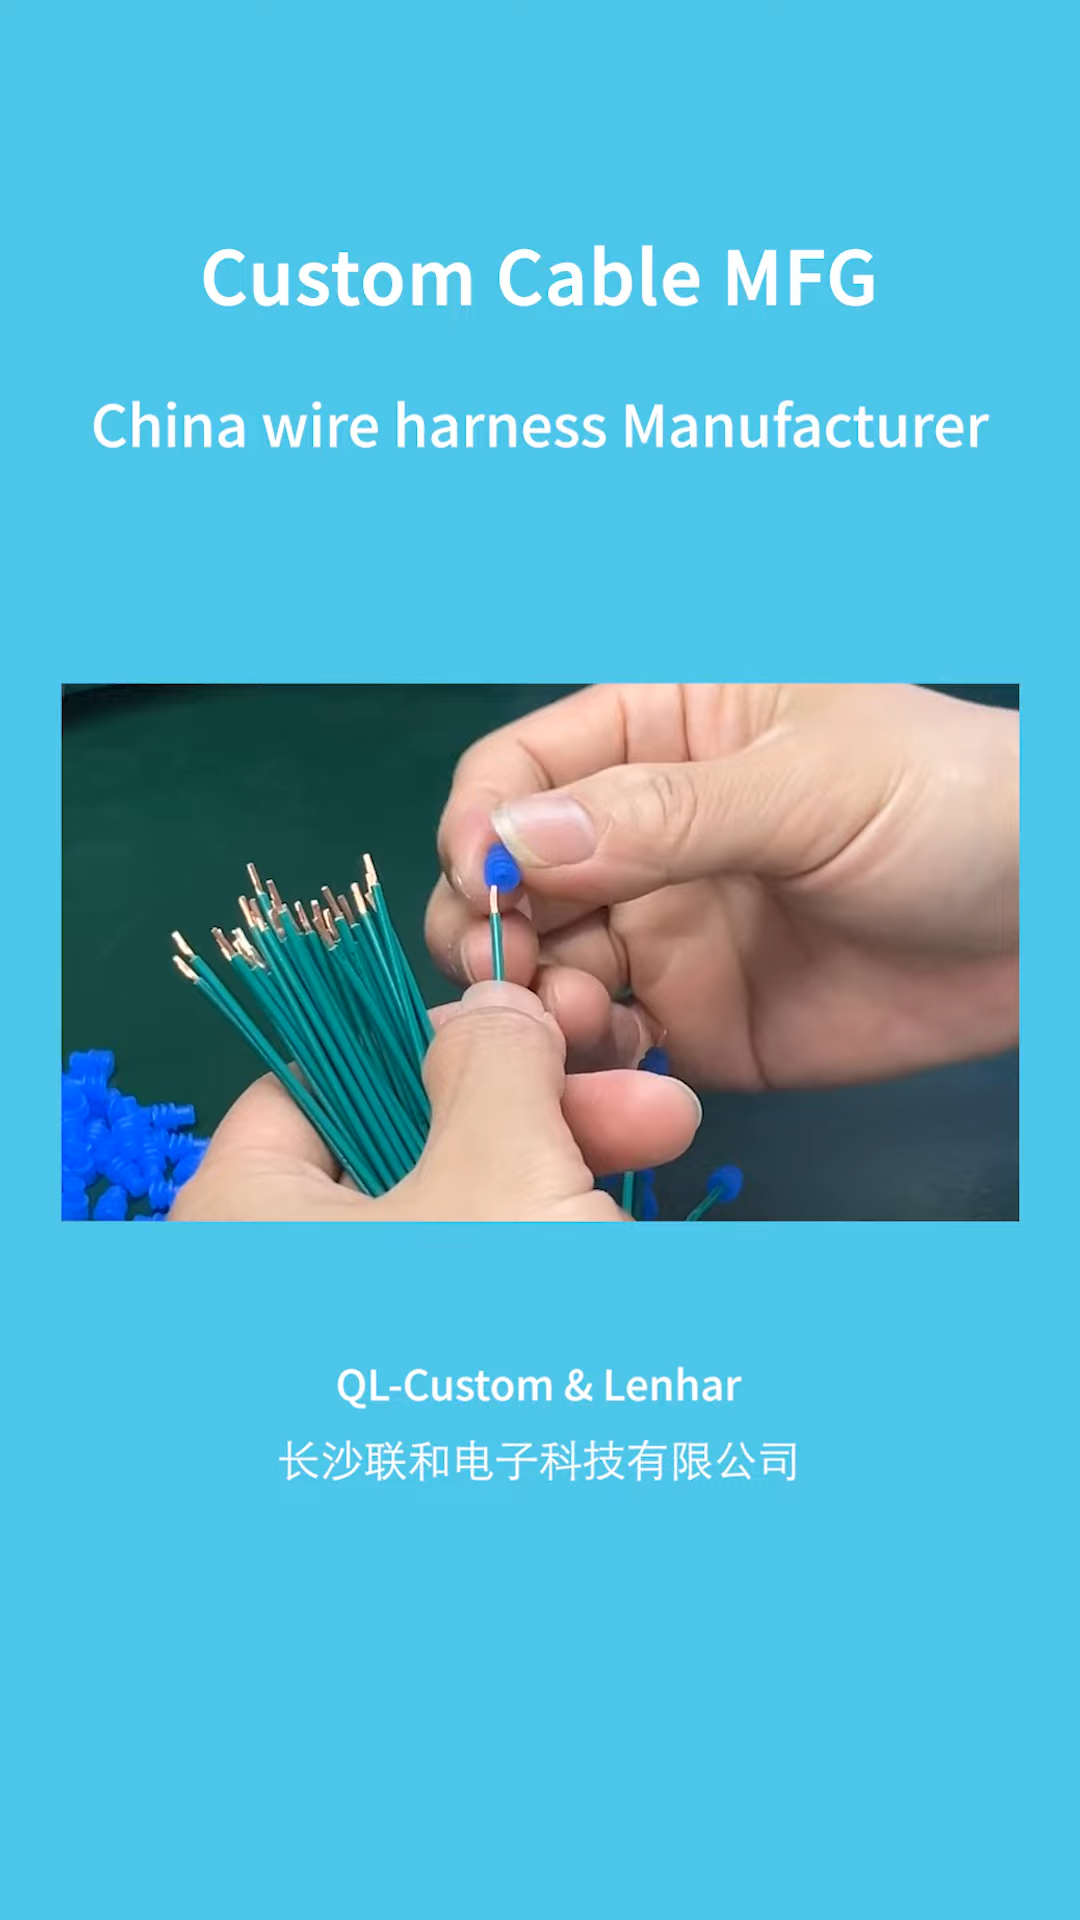 Custom Cable MFG
China wire harness Manufacturer
QL-Custom & Lenhar
长沙联和电子科技有限公司